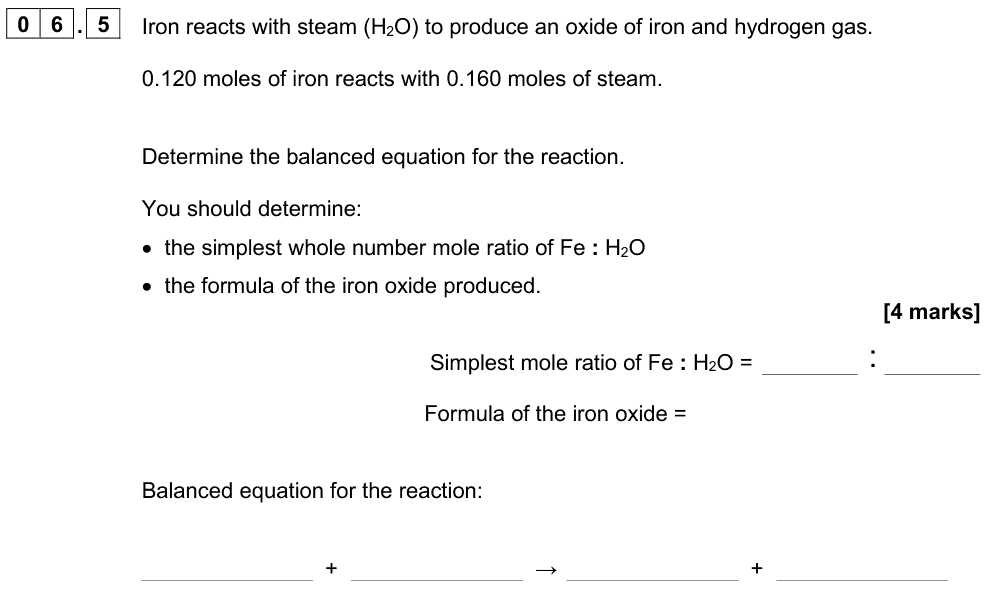 0 6 . 5 Iron reacts with steam (H₂O) to produce an oxide of iron and hydrogen gas.
0.120 moles of iron reacts with 0.160 moles of steam.
Determine the balanced equation for the reaction.
You should determine:
• the simplest whole number mole ratio of Fe : H₂O
• the formula of the iron oxide produced.
[4 marks]
Simplest mole ratio of Fe : H₂O = ________ : ________
Formula of the iron oxide =
Balanced equation for the reaction:
________ + ________ → ________ + ________